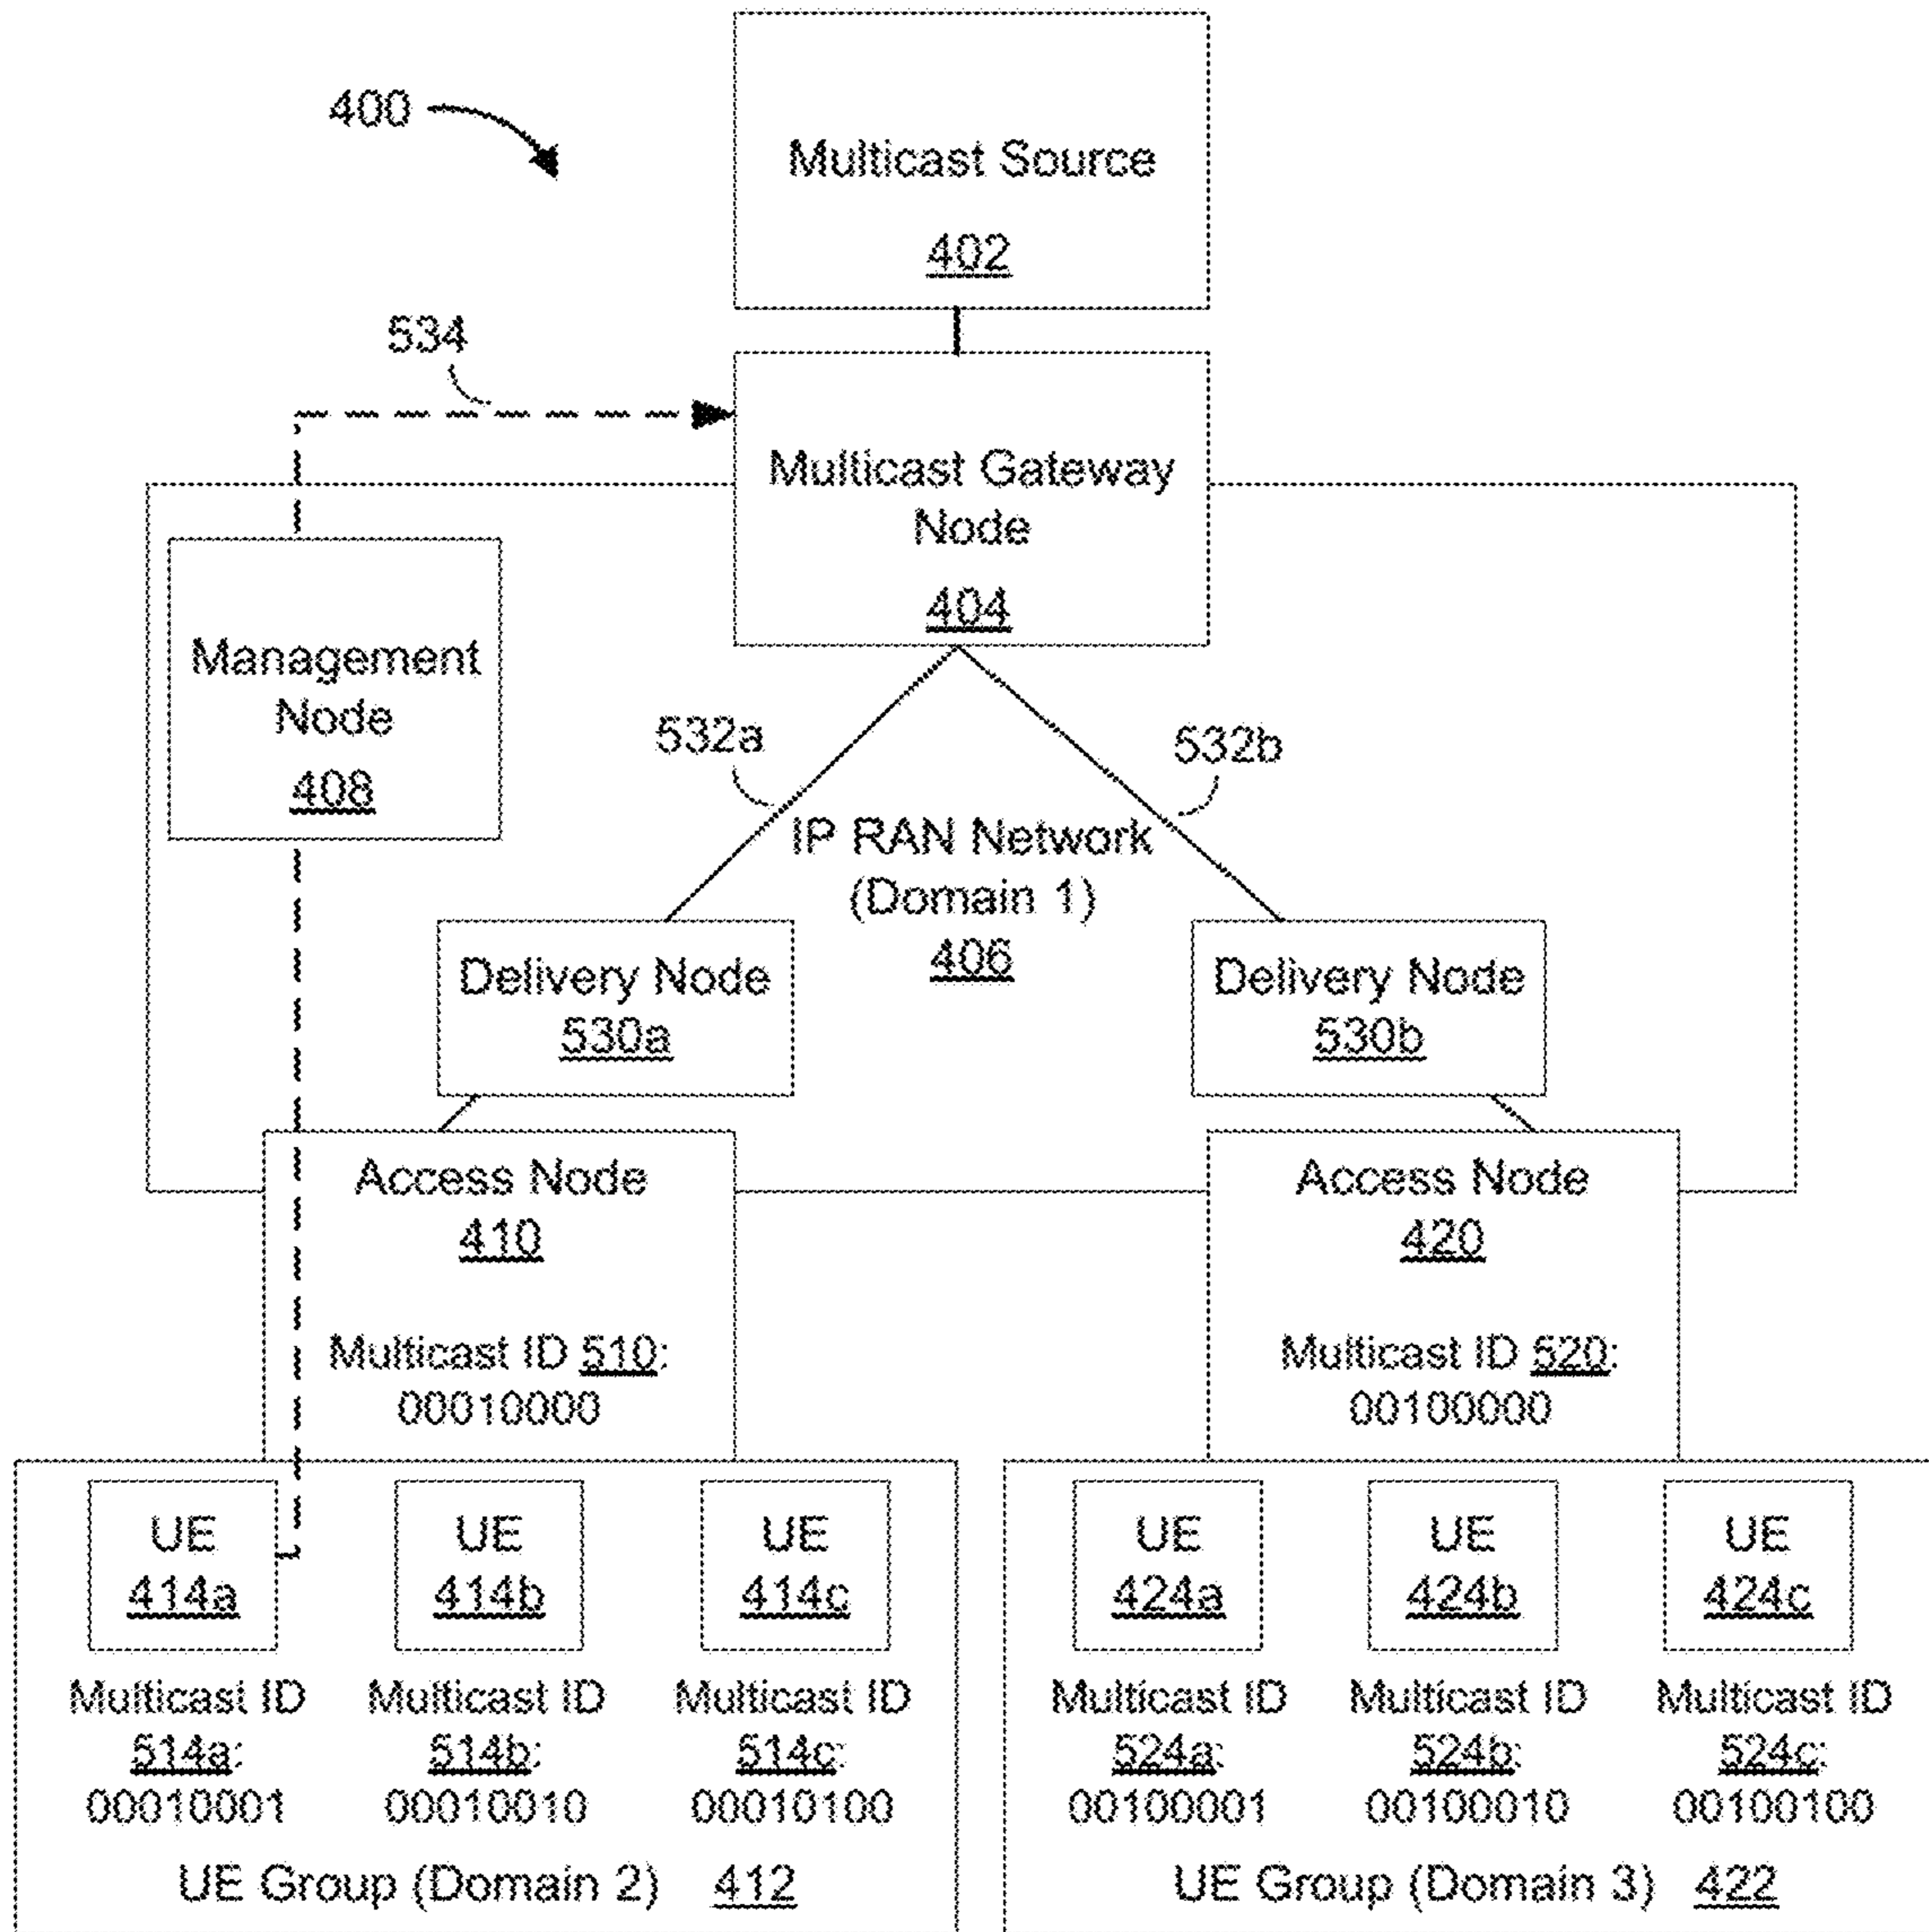 400
Multicast Source
402
534
Multicast Gateway
Node
404
Management
Node
408
532a
532b
IP RAN Network
(Domain 1)
406
Delivery Node
530a
Delivery Node
530b
Access Node
410
Multicast ID 510:
00010000
Access Node
420
Multicast ID 520:
00100000
UE
414a
UE
414b
UE
414c
UE
424a
UE
424b
UE
424c
Multicast ID
514a:
00010001
Multicast ID
514b:
00010010
Multicast ID
514c:
00010100
Multicast ID
524a:
00100001
Multicast ID
524b:
00100010
Multicast ID
524c:
00100100
UE Group (Domain 2) 412
UE Group (Domain 3) 422